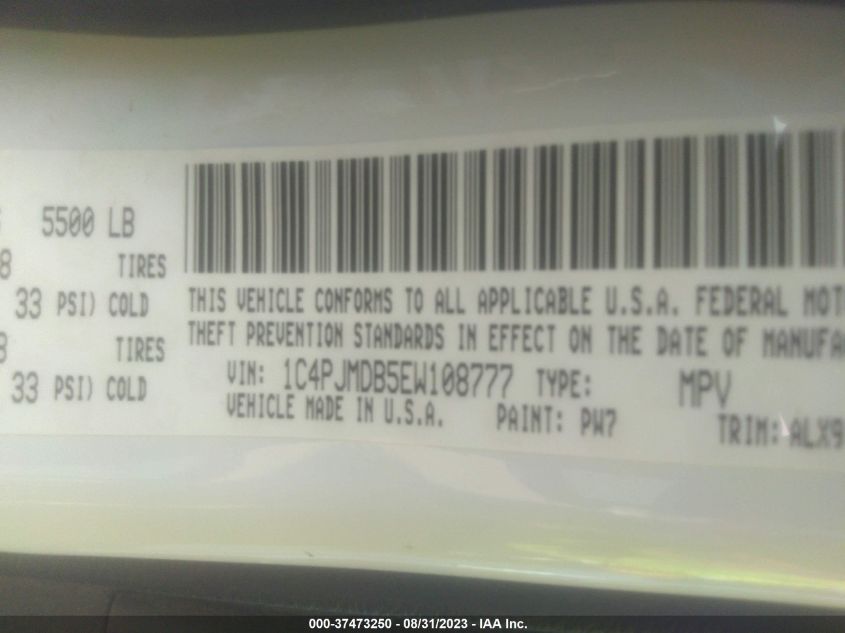 5500 LB
8 TIRES
33 PSI) COLD
8 TIRES
33 PSI) COLD
THIS VEHICLE CONFORMS TO ALL APPLICABLE U.S.A. FEDERAL MOT
THEFT PREVENTION STANDARDS IN EFFECT ON THE DATE OF MANUFA
VIN: 1C4PJMDB5EW108777 TYPE: MPV
VEHICLE MADE IN U.S.A. PAINT: PW7 TRIM: ALX9
000-37473250 - 08/31/2023 - IAA Inc.